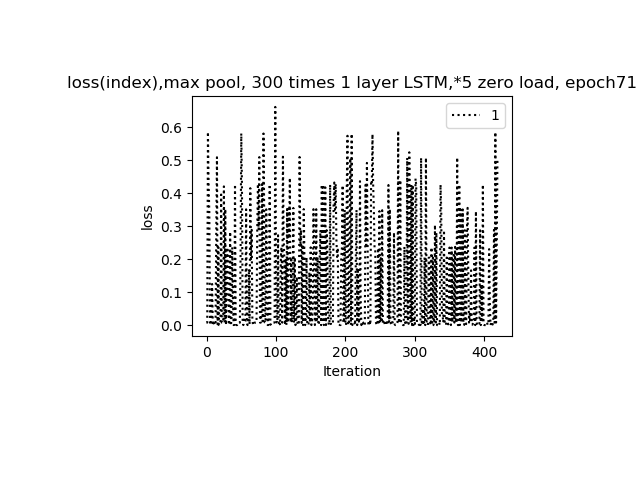 loss(index),max pool, 300 times 1 layer LSTM,*5 zero load, epoch71
1
loss
0.6
0.5
0.4
0.3
0.2
0.1
0.0
0 100 200 300 400
Iteration